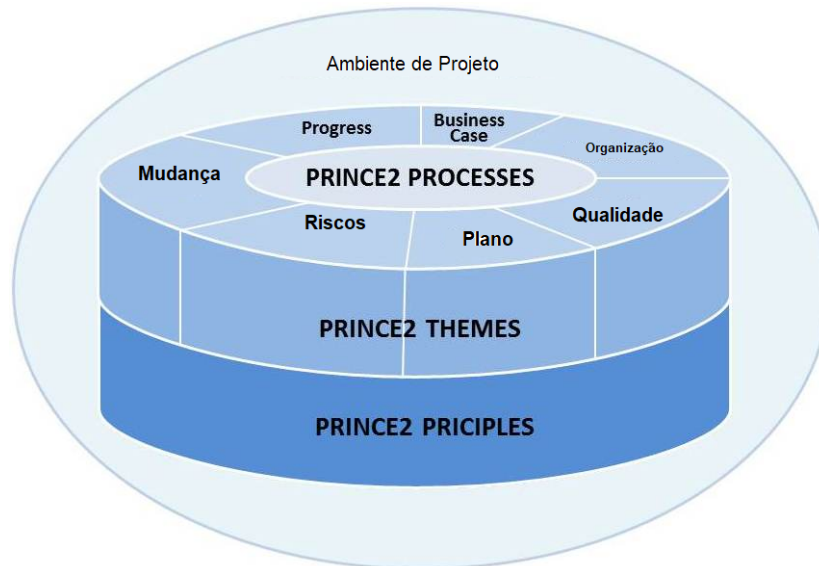 Ambiente de Projeto
Progress
Business
Case
Organização
Mudança
PRINCE2 PROCESSES
Qualidade
Riscos
Plano
PRINCE2 THEMES
PRINCE2 PRICIPLES